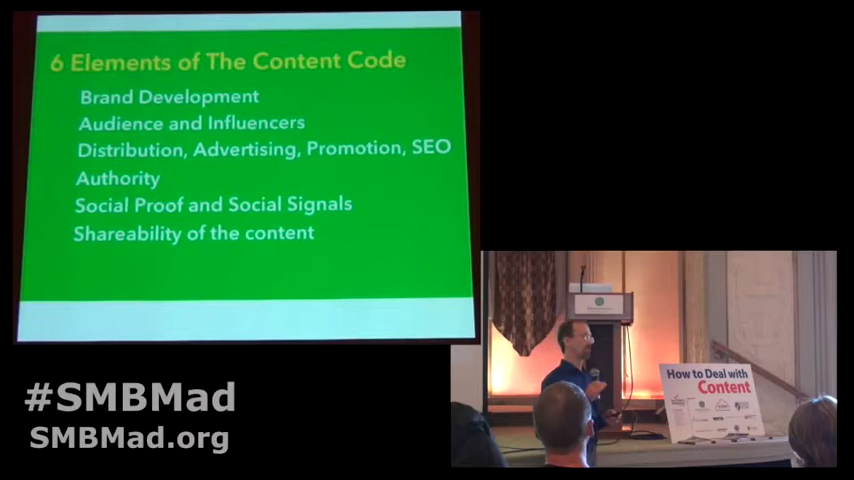 6 Elements of The Content Code
Brand Development
Audience and Influencers
Distribution, Advertising, Promotion, SEO
Authority
Social Proof and Social Signals
Shareability of the content
#SMBMad
SMBMad.org
How to Deal with
Content